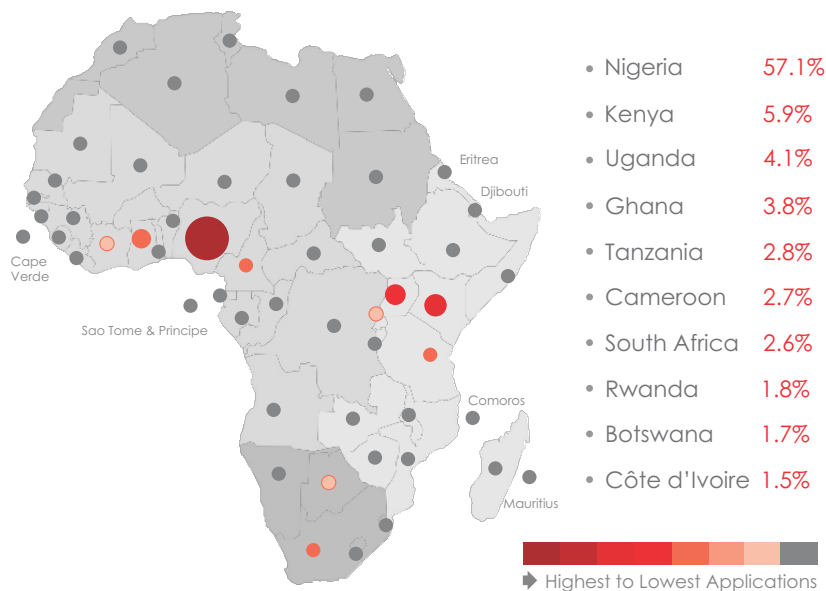 Nigeria 57.1%
Kenya 5.9%
Uganda 4.1%
Ghana 3.8%
Tanzania 2.8%
Cameroon 2.7%
South Africa 2.6%
Rwanda 1.8%
Botswana 1.7%
Côte d’Ivoire 1.5%
Eritrea
Djibouti
Cape
Verde
Sao Tome & Principe
Comoros
Mauritius
Highest to Lowest Applications